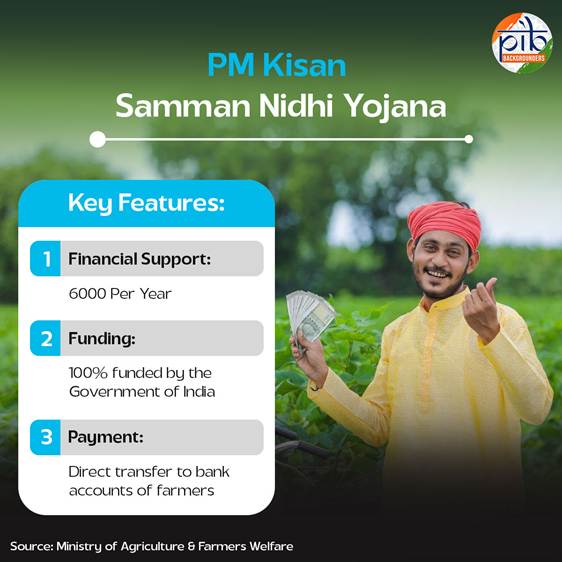 pib
BACKGROUNDERS
PM Kisan
Samman Nidhi Yojana
Key Features:
1 Financial Support:
6000 Per Year
2 Funding:
100% funded by the
Government of India
3 Payment:
Direct transfer to bank
accounts of farmers
Source: Ministry of Agriculture & Farmers Welfare